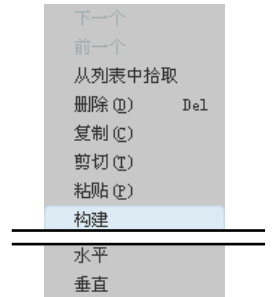 下一个
前一个
从列表中拾取
删除(D) Del
复制(C)
剪切(T)
粘贴(P)
构建
水平
垂直